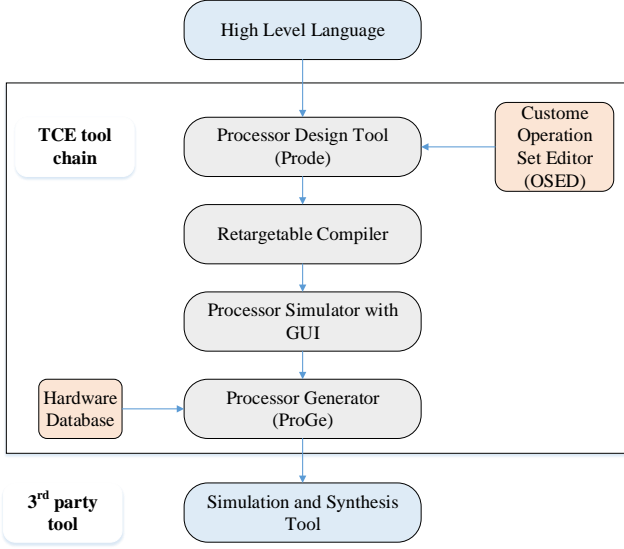 High Level Language
TCE tool
chain
Processor Design Tool
(Prode)
Custome
Operation
Set Editor
(OSED)
Retargetable Compiler
Processor Simulator with
GUI
Hardware
Database
Processor Generator
(ProGe)
3rd party
tool
Simulation and Synthesis
Tool